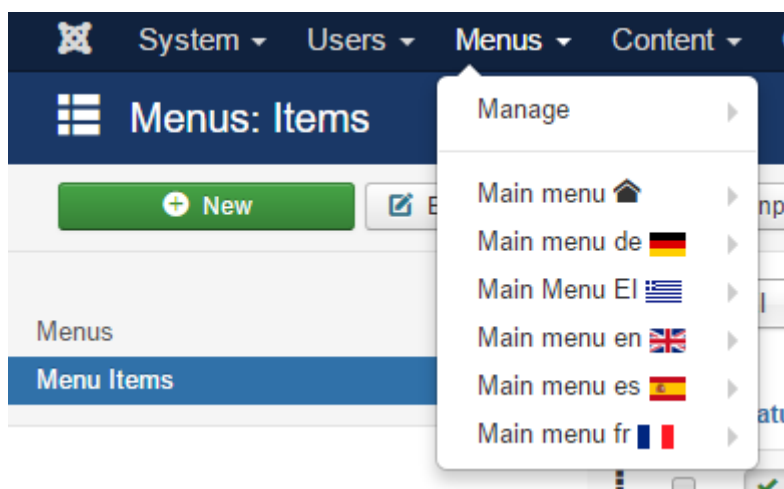 System Users Menus Content
Menus: Items
Manage
New
Main menu
Main menu de
Main Menu El
Menus
Main menu en
Menu Items
Main menu es
Main menu fr